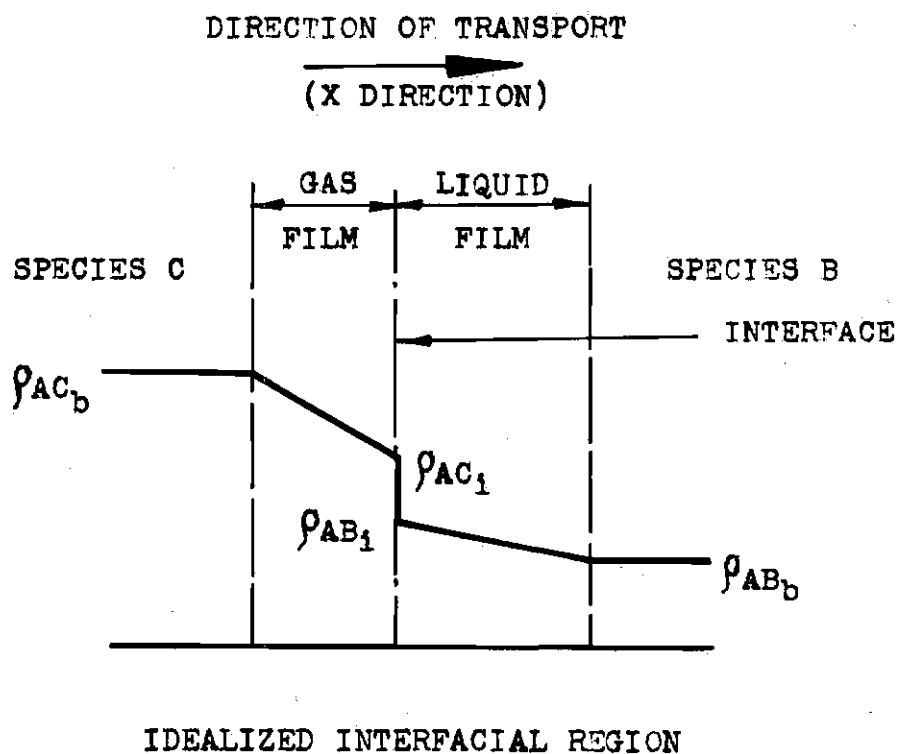 DIRECTION OF TRANSPORT
(X DIRECTION)
GAS
FILM
LIQUID
FILM
SPECIES C
SPECIES B
INTERFACE
ρAC_b
ρAC_i
ρAB_i
ρAB_b
IDEALIZED INTERFACIAL REGION